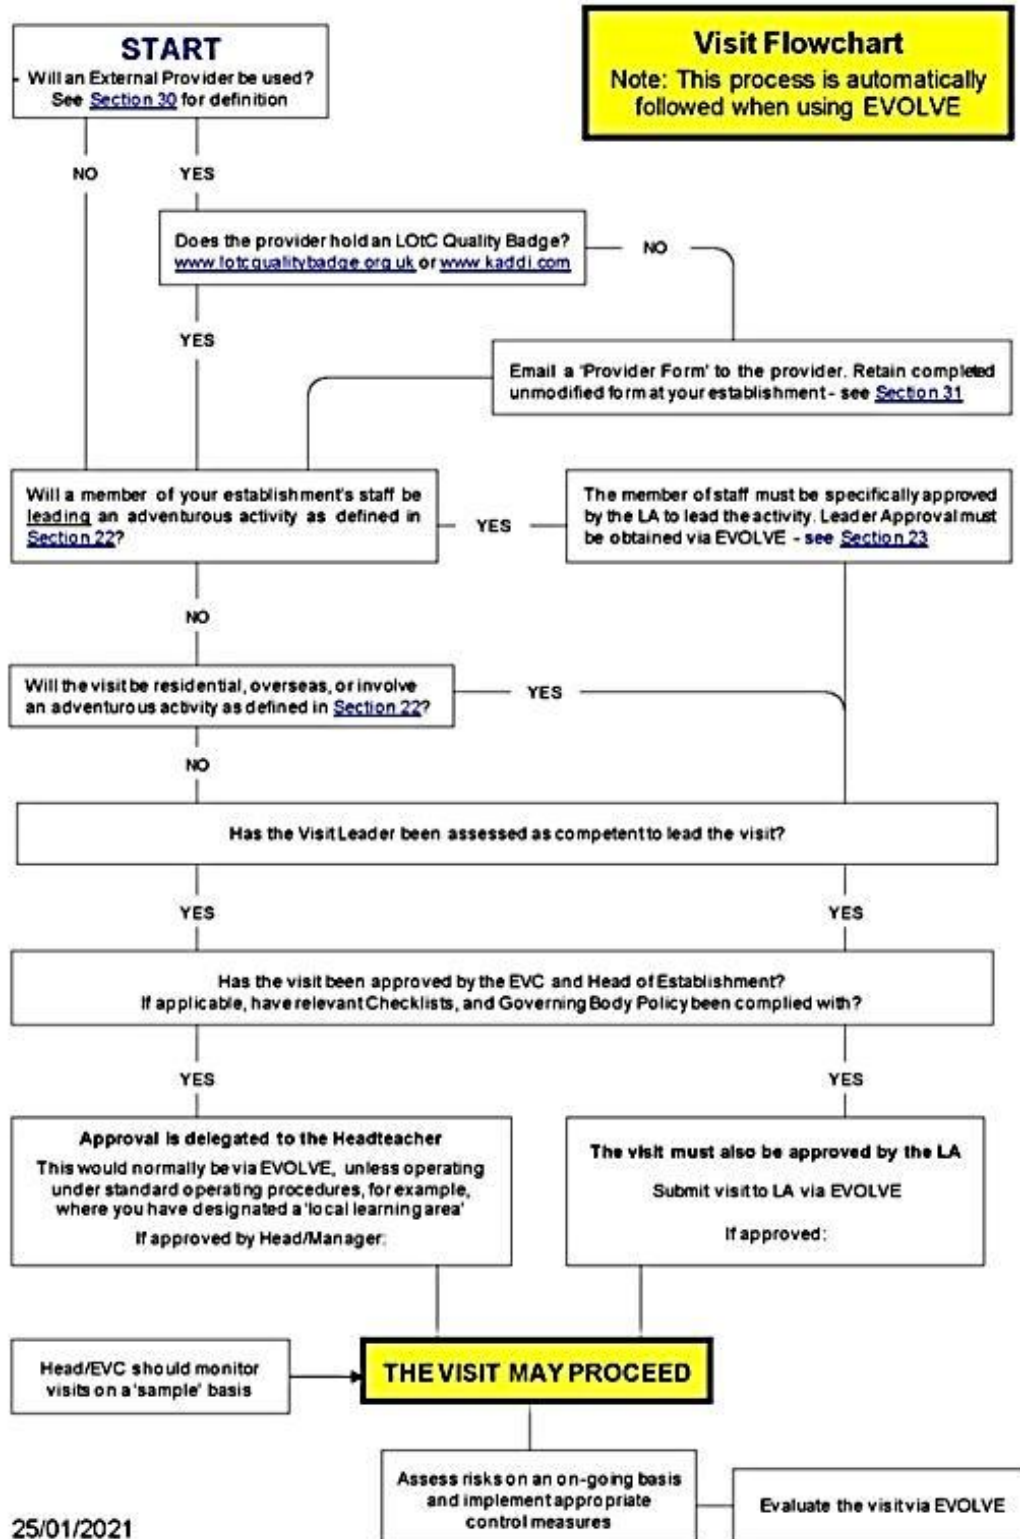 START
- Will an External Provider be used?
See Section 30 for definition
Visit Flowchart
Note: This process is automatically
followed when using EVOLVE
NO
YES
Does the provider hold an LOtC Quality Badge?
www.lotcqualitybadge.org.uk or www.kaddi.com
NO
YES
Email a 'Provider Form' to the provider. Retain completed
unmodified form at your establishment - see Section 31
Will a member of your establishment's staff be
leading an adventurous activity as defined in
Section 22?
YES
The member of staff must be specifically approved
by the LA to lead the activity. Leader Approval must
be obtained via EVOLVE - see Section 23
NO
Will the visit be residential, overseas, or involve
an adventurous activity as defined in Section 22?
YES
NO
Has the Visit Leader been assessed as competent to lead the visit?
YES
YES
Has the visit been approved by the EVC and Head of Establishment?
If applicable, have relevant Checklists, and Governing Body Policy been complied with?
YES
YES
Approval is delegated to the Headteacher
This would normally be via EVOLVE, unless operating
under standard operating procedures, for example,
where you have designated a 'local learning area'
If approved by Head/Manager:
The visit must also be approved by the LA
Submit visit to LA via EVOLVE
If approved:
Head/EVC should monitor
visits on a 'sample' basis
THE VISIT MAY PROCEED
Assess risks on an on-going basis
and implement appropriate
control measures
Evaluate the visit via EVOLVE
25/01/2021